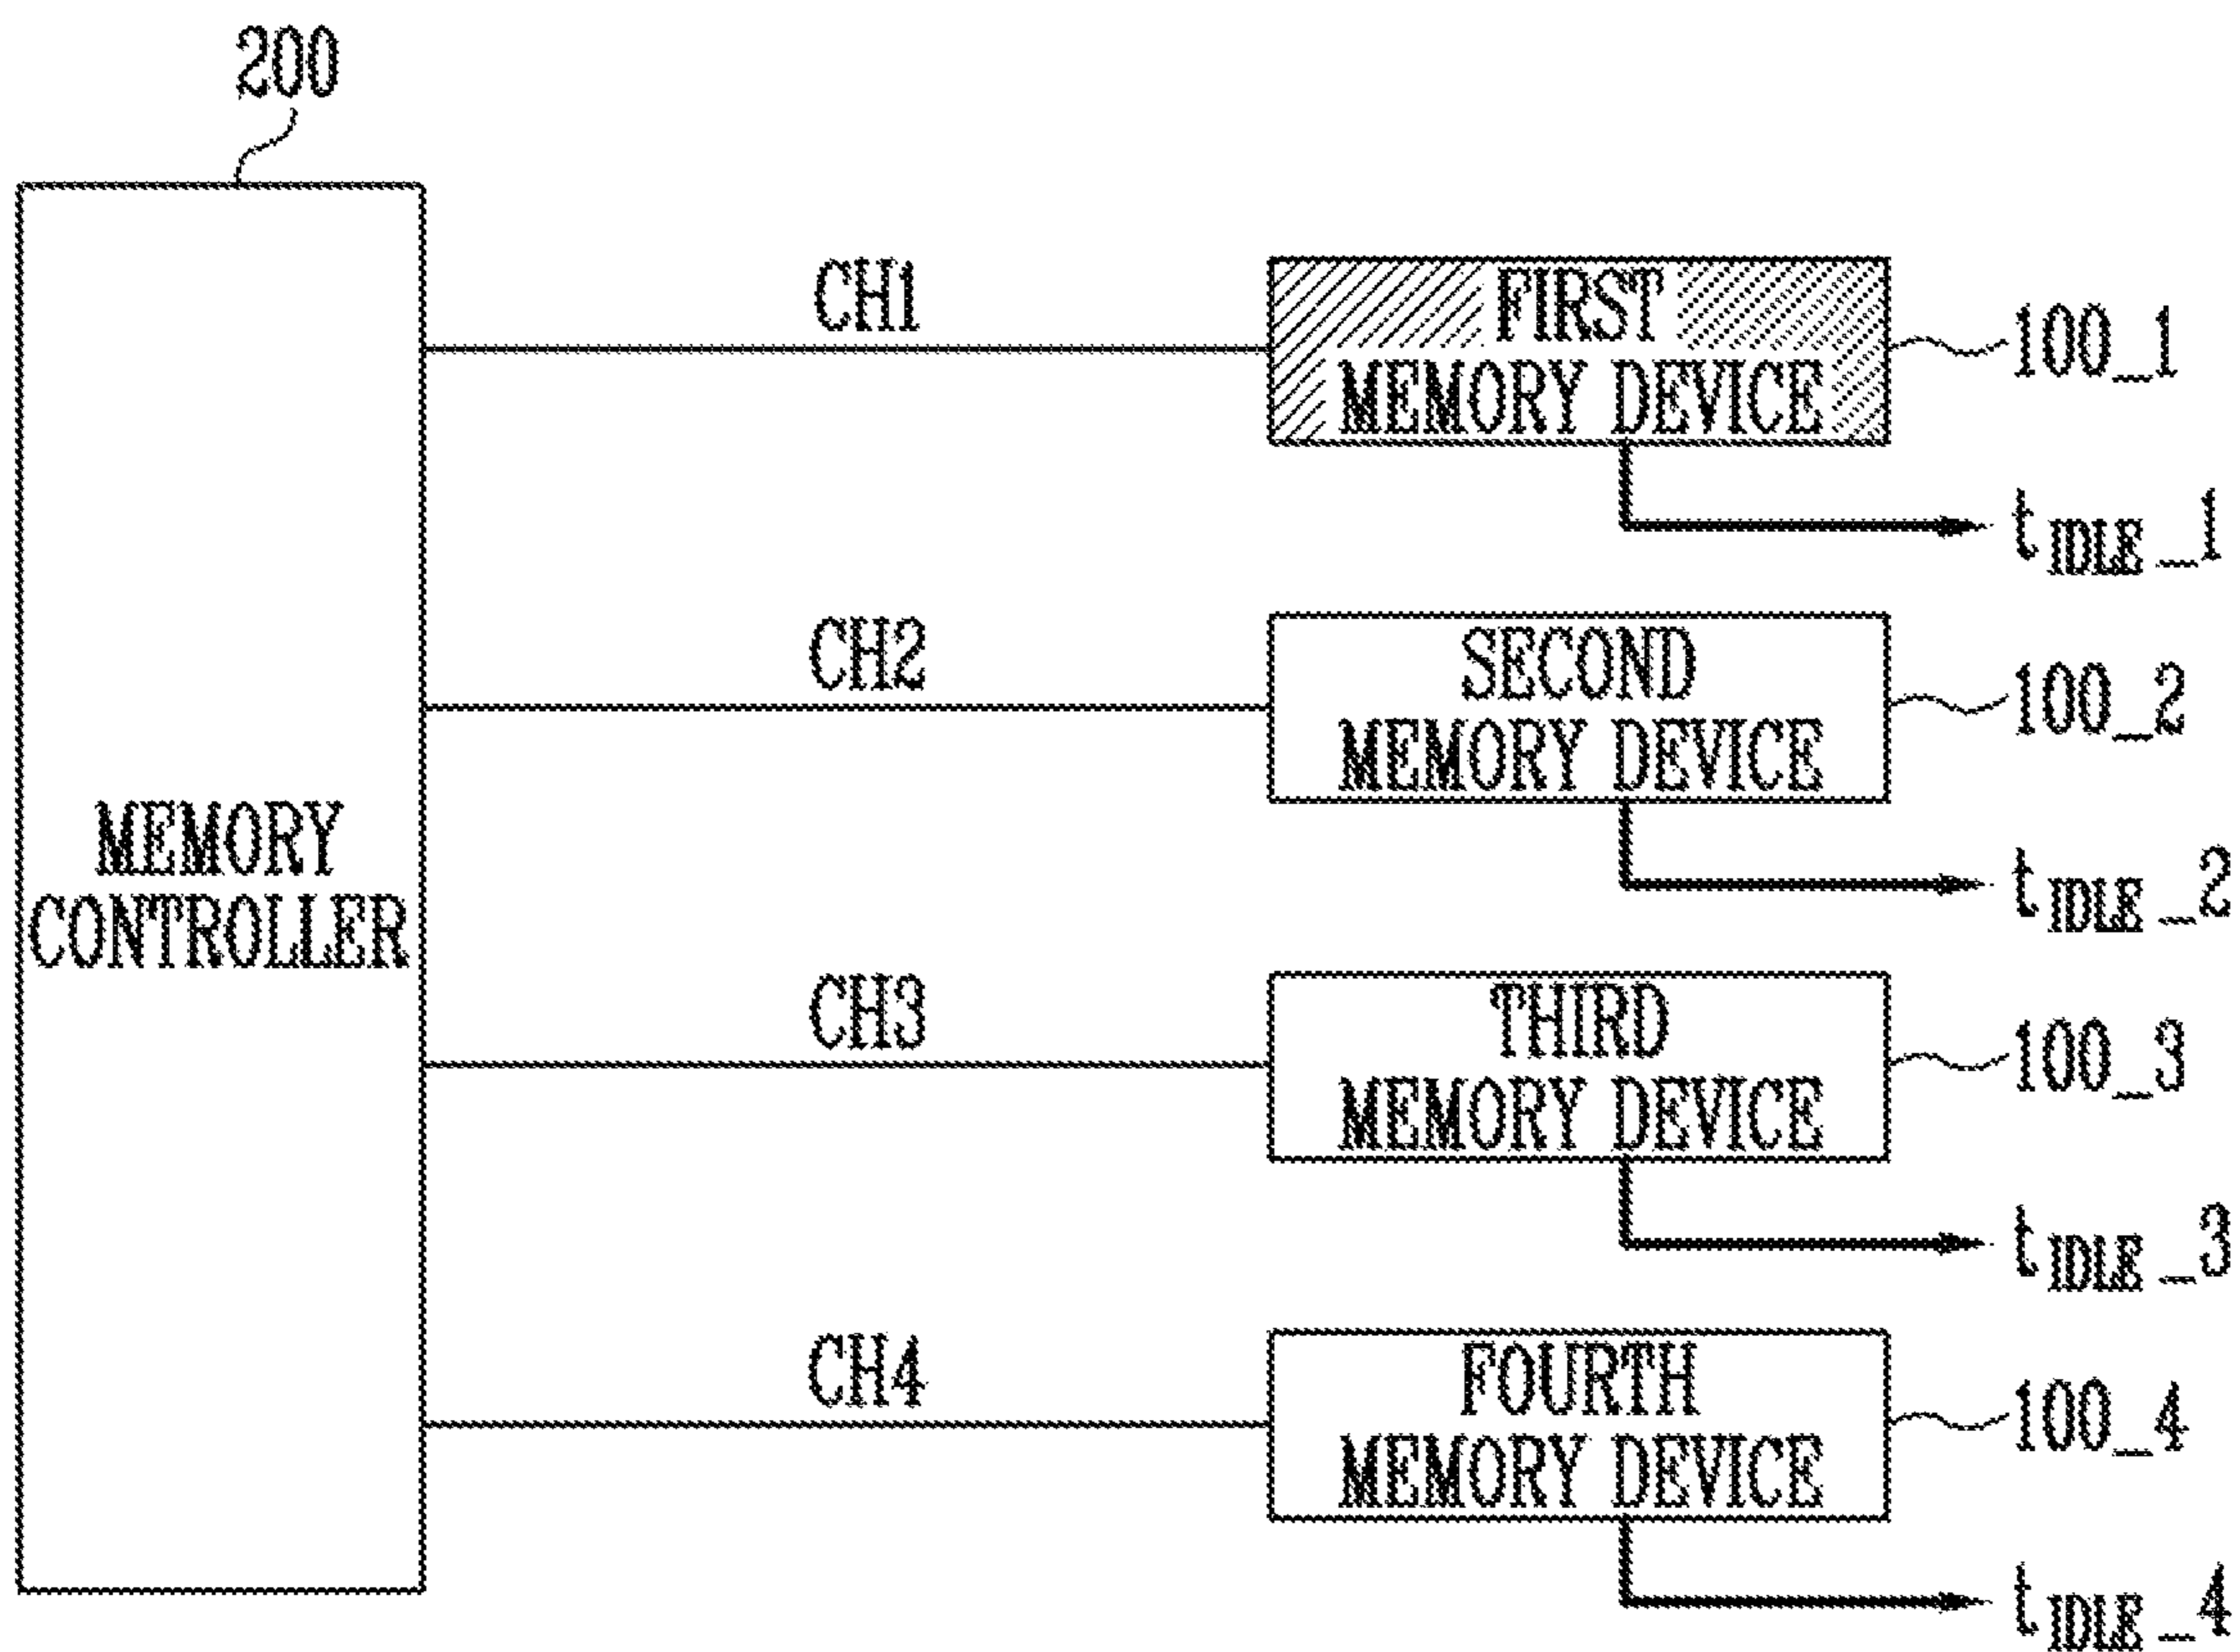 200
CH1
FIRST
MEMORY DEVICE
100_1
tIDLE_1
CH2
SECOND
MEMORY DEVICE
100_2
tIDLE_2
MEMORY
CONTROLLER
CH3
THIRD
MEMORY DEVICE
100_3
tIDLE_3
CH4
FOURTH
MEMORY DEVICE
100_4
tIDLE_4